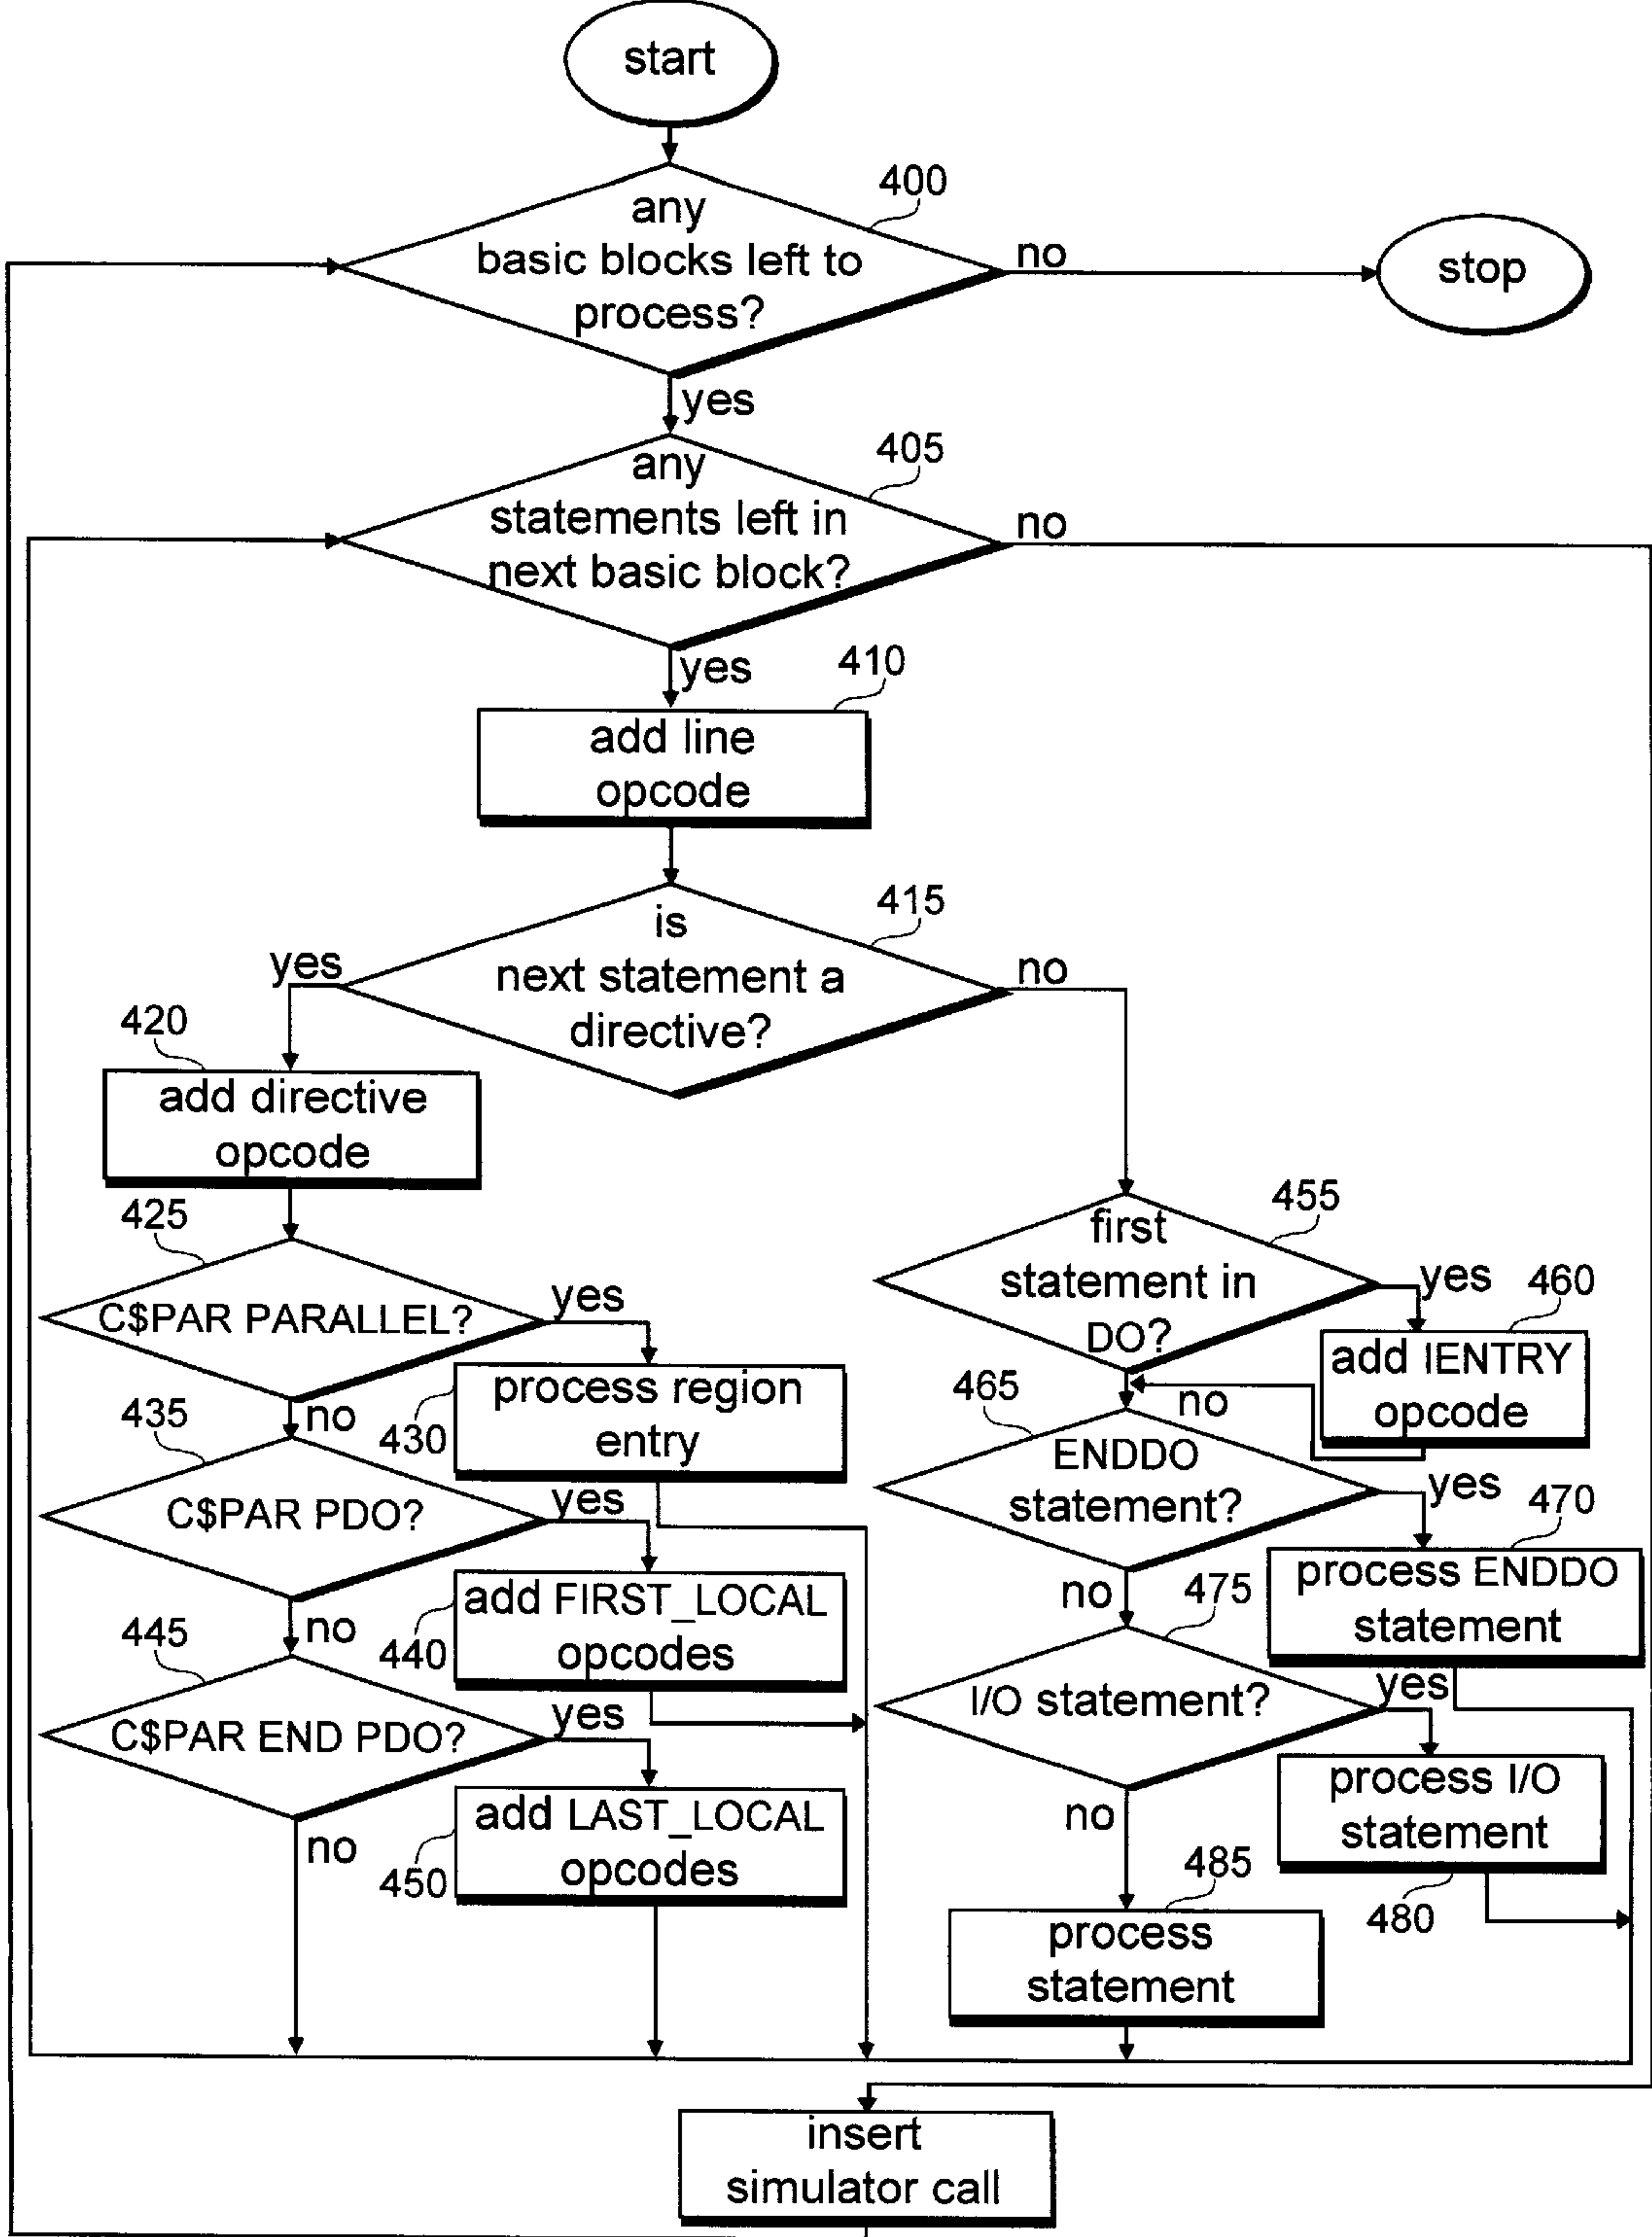 start
400
any
basic blocks left to
process?
no
stop
yes
405
any
statements left in
next basic block?
no
yes
410
add line
opcode
415
is
next statement a
directive?
yes
no
420
add directive
opcode
425
C$PAR PARALLEL?
yes
430
process region
entry
no
435
C$PAR PDO?
yes
440
add FIRST_LOCAL
opcodes
no
445
C$PAR END PDO?
yes
450
add LAST_LOCAL
opcodes
no
455
first
statement in
DO?
yes
460
add IENTRY
opcode
no
465
ENDDO
statement?
yes
470
process ENDDO
statement
no
475
I/O statement?
yes
process I/O
statement
480
no
485
process
statement
insert
simulator call